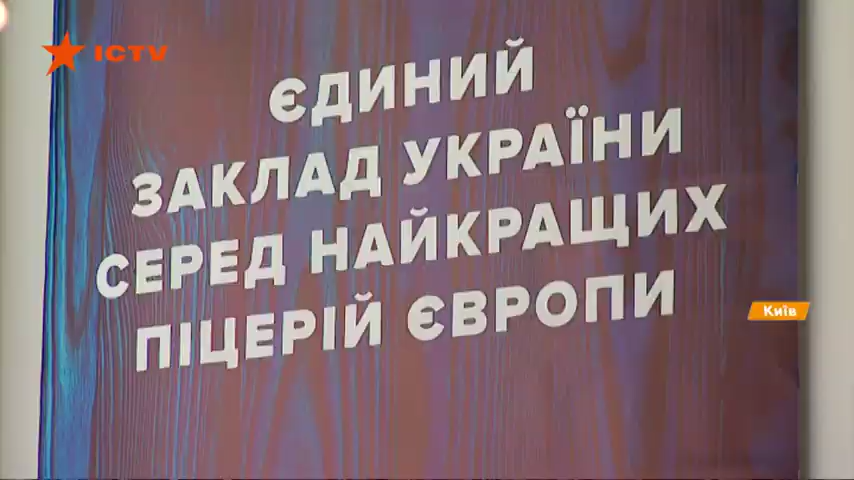 ICTV
ЄДИНИЙ
ЗАКЛАД УКРАЇНИ
СЕРЕД НАЙКРАЩИХ
ПІЦЕРІЙ ЄВРОПИ
Київ